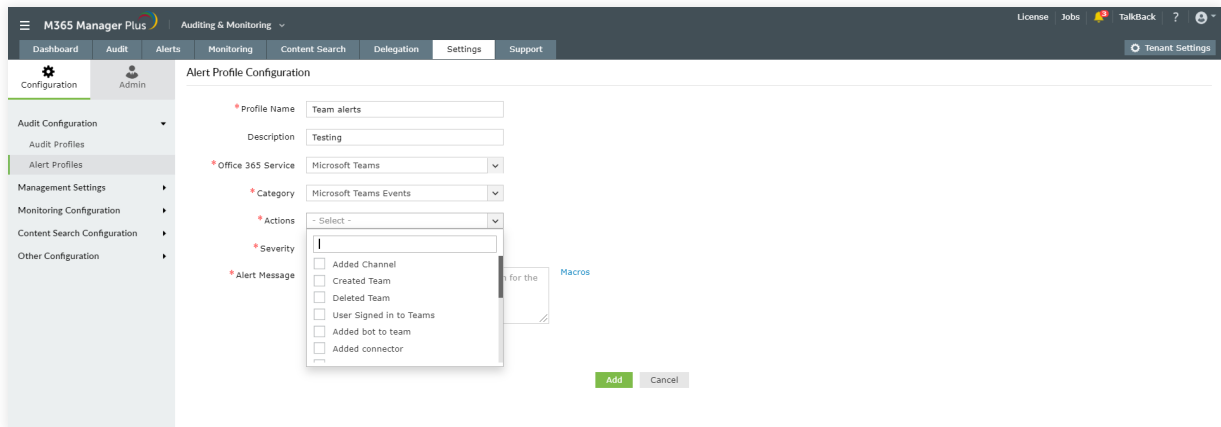 M365 Manager Plus Auditing & Monitoring License Jobs 3 TalkBack ?
Dashboard Audit Alerts Monitoring Content Search Delegation Settings Support Tenant Settings
Configuration Admin
Alert Profile Configuration
* Profile Name Team alerts
Audit Configuration
Description Testing
Audit Profiles
Alert Profiles
* Office 365 Service Microsoft Teams
Management Settings
* Category Microsoft Teams Events
Monitoring Configuration
* Actions - Select -
Content Search Configuration
* Severity
Other Configuration
Added Channel
* Alert Message for the Macros
Created Team
Deleted Team
User Signed in to Teams
Added bot to team
Added connector
Add Cancel